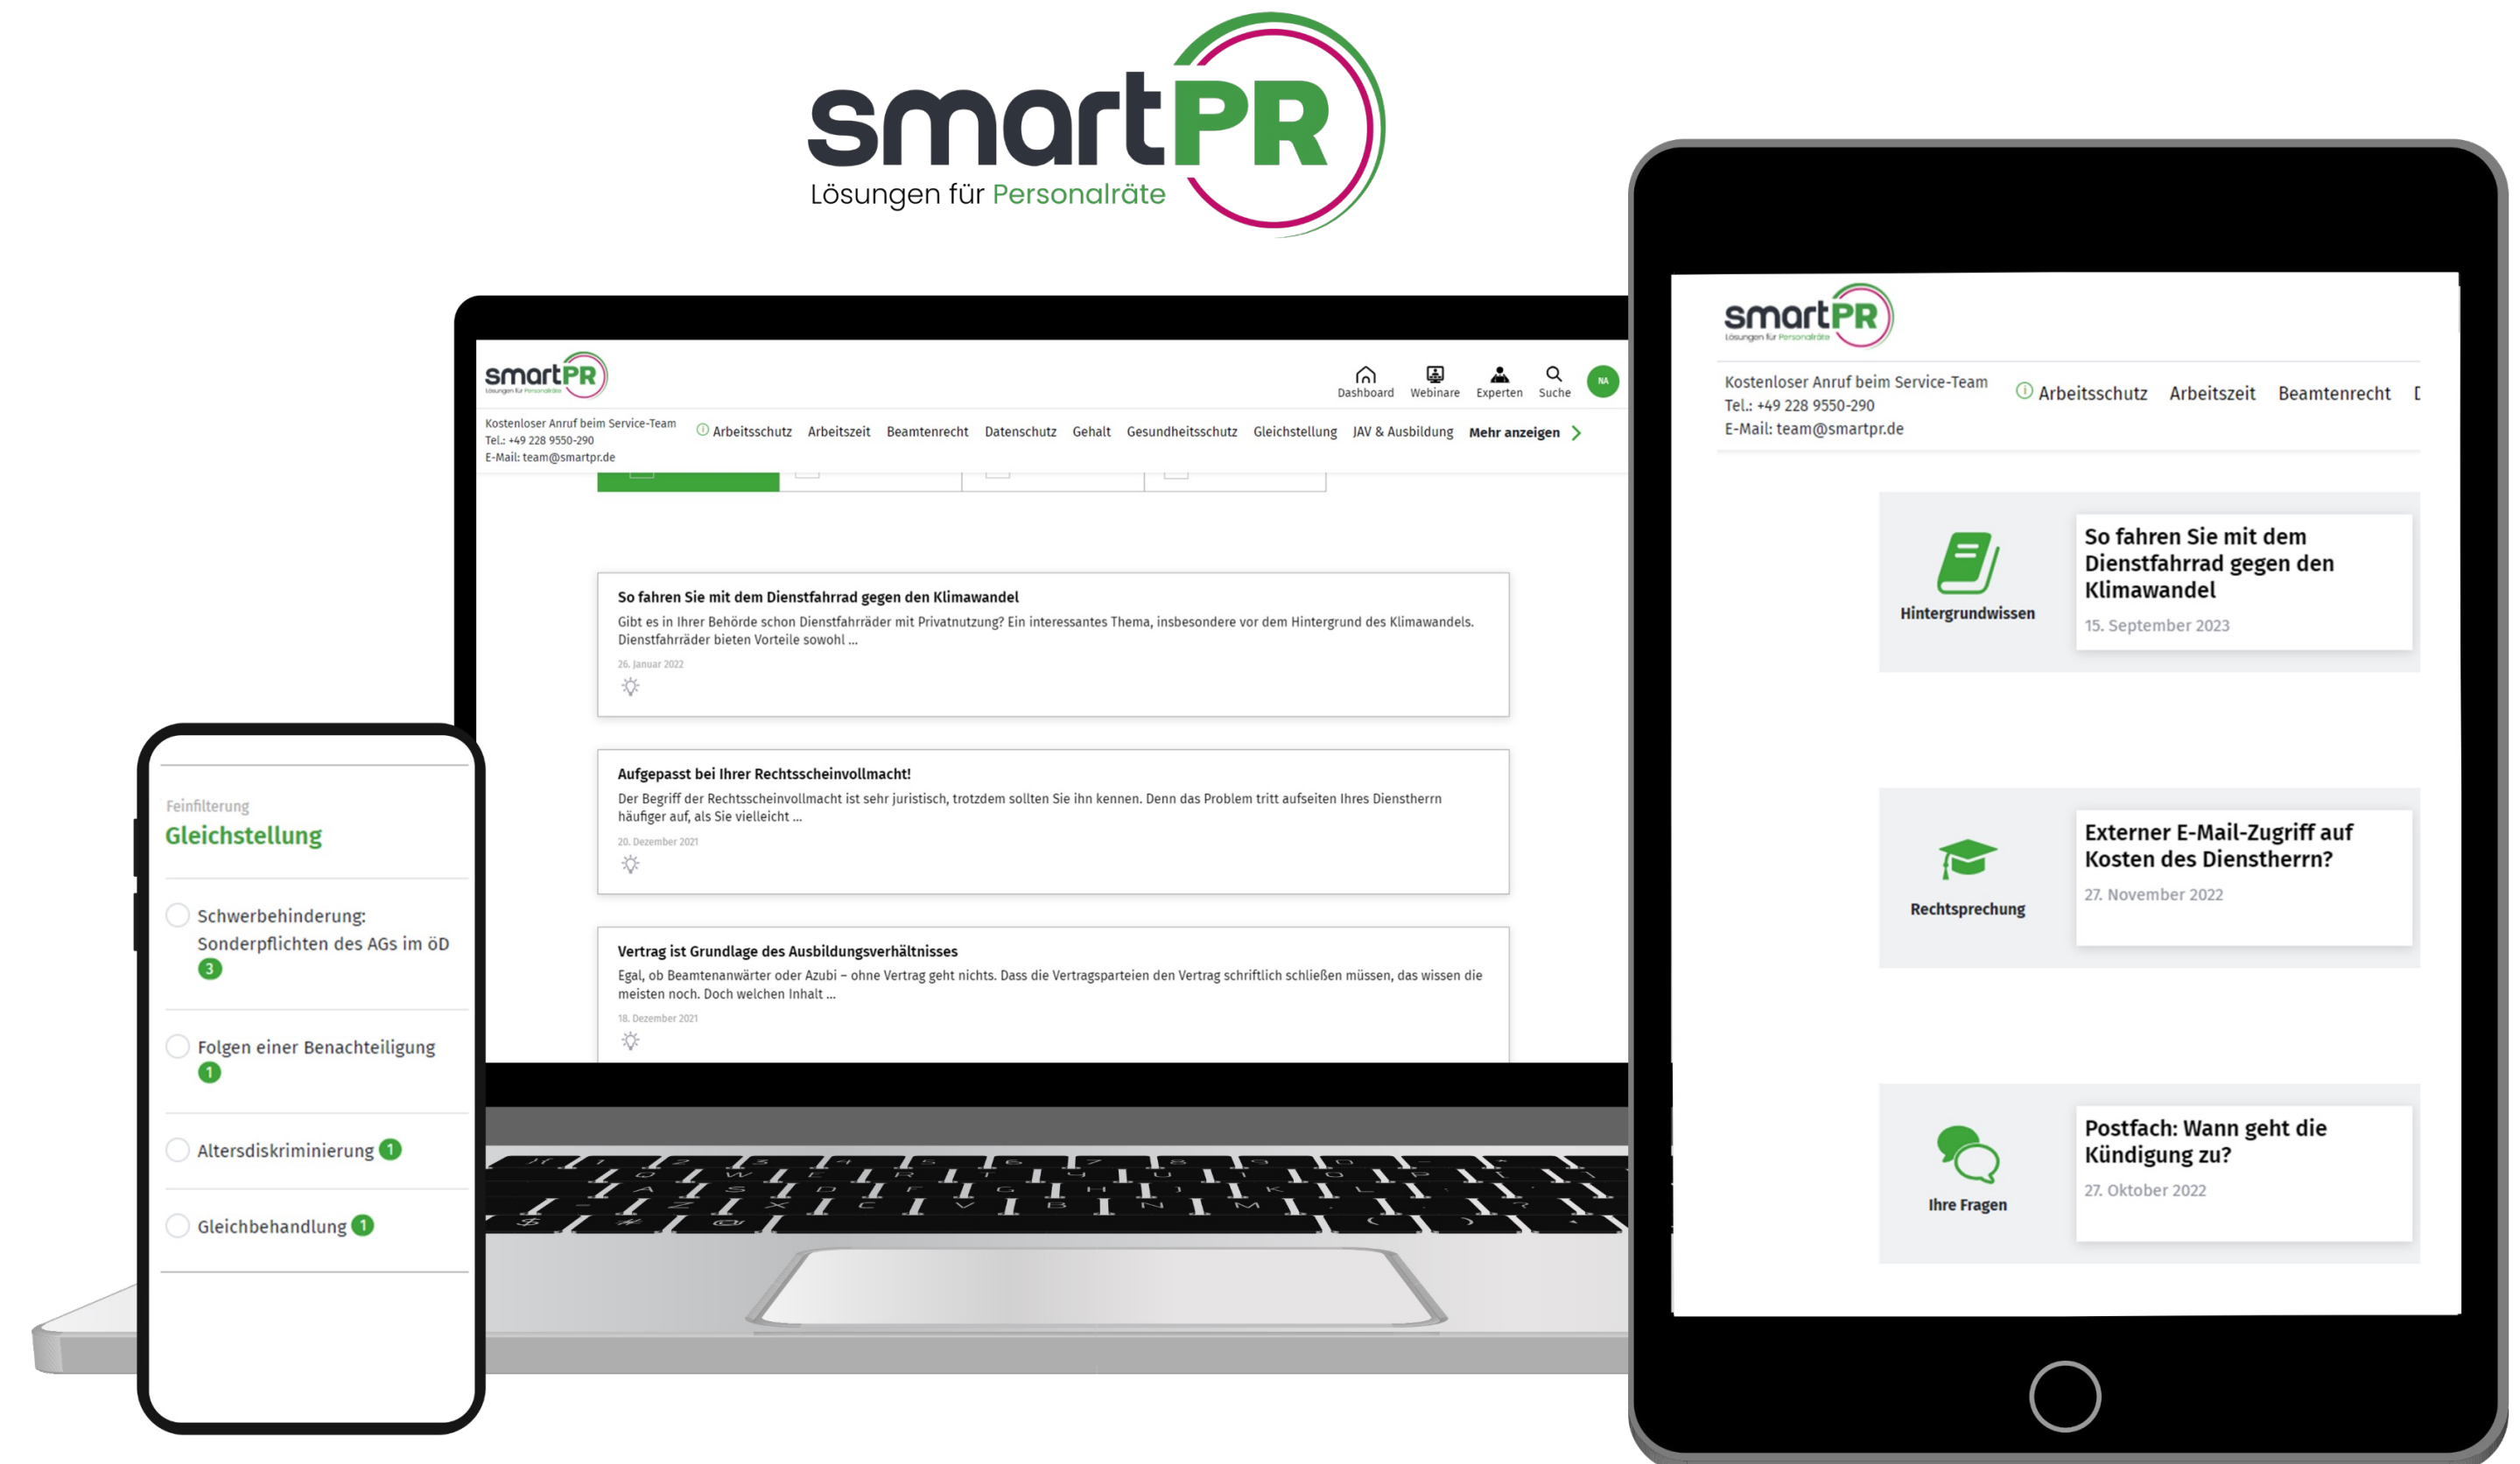 smartPR
Lösungen für Personalräte
smartPR
Lösungen für Personalräte
Dashboard
Webinare
Experten
Suche
NA
Kostenloser Anruf beim Service-Team
Tel.: +49 228 9550-290
E-Mail: team@smartpr.de
Arbeitsschutz
Arbeitszeit
Beamtenrecht
Datenschutz
Gehalt
Gesundheitsschutz
Gleichstellung
JAV & Ausbildung
Mehr anzeigen
So fahren Sie mit dem Dienstfahrrad gegen den Klimawandel
Gibt es in Ihrer Behörde schon Dienstfahrräder mit Privatnutzung? Ein interessantes Thema, insbesondere vor dem Hintergrund des Klimawandels.
Dienstfahrräder bieten Vorteile sowohl ...
26. Januar 2022
Aufgepasst bei Ihrer Rechtsscheinvollmacht!
Der Begriff der Rechtsscheinvollmacht ist sehr juristisch, trotzdem sollten Sie ihn kennen. Denn das Problem tritt aufseiten Ihres Dienstherrn
häufiger auf, als Sie vielleicht ...
20. Dezember 2021
Vertrag ist Grundlage des Ausbildungsverhältnisses
Egal, ob Beamtenanwärter oder Azubi – ohne Vertrag geht nichts. Dass die Vertragsparteien den Vertrag schriftlich schließen müssen, das wissen die
meisten noch. Doch welchen Inhalt ...
18. Dezember 2021
Feinfilterung
Gleichstellung
Schwerbehinderung:
Sonderpflichten des AGs im öD
3
Folgen einer Benachteiligung
1
Altersdiskriminierung 1
Gleichbehandlung 1
smartPR
Lösungen für Personalräte
Kostenloser Anruf beim Service-Team
Tel.: +49 228 9550-290
E-Mail: team@smartpr.de
Arbeitsschutz
Arbeitszeit
Beamtenrecht
Hintergrundwissen
So fahren Sie mit dem
Dienstfahrrad gegen den
Klimawandel
15. September 2023
Rechtsprechung
Externer E-Mail-Zugriff auf
Kosten des Dienstherrn?
27. November 2022
Ihre Fragen
Postfach: Wann geht die
Kündigung zu?
27. Oktober 2022